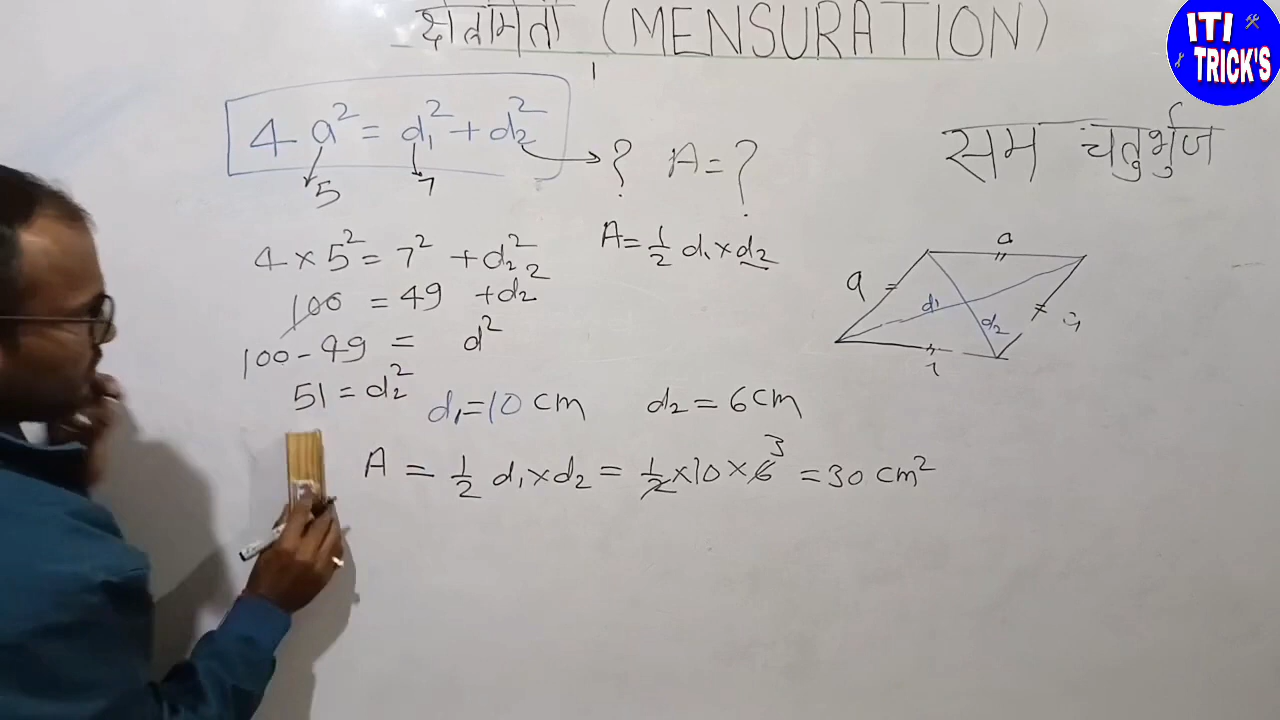 क्षेत्रमिती (MENSURATION)
ITI
TRICK'S
4a² = d₁² + d₂² → ? A = ?
5 7
सम चतुर्भुज
4 × 5² = 7² + d₂²
A = 1/2 d₁ × d₂
100 = 49 + d₂²
100 - 49 = d²
51 = d₂²
a
a
d₁
d₂
d₁ = 10 cm d₂ = 6 cm
A = 1/2 d₁ × d₂ = 1/2 × 10 × 6 3 = 30 cm²